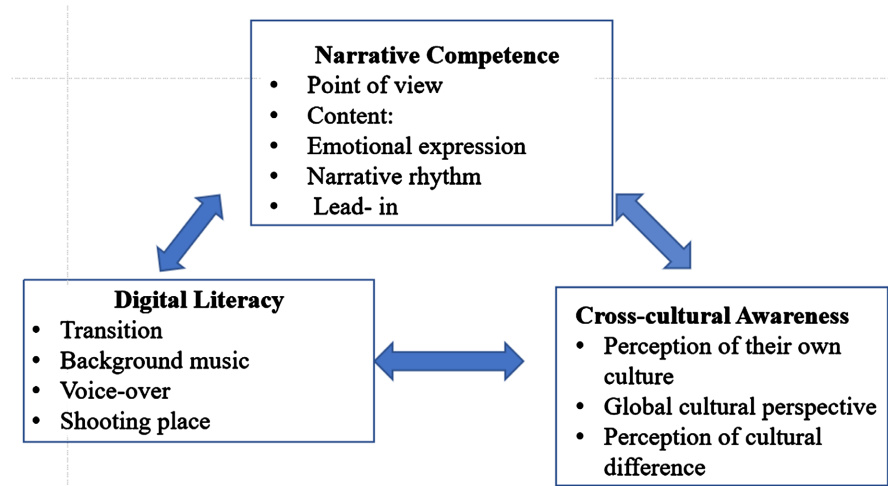 Narrative Competence
• Point of view
• Content:
• Emotional expression
• Narrative rhythm
• Lead- in
Digital Literacy
• Transition
• Background music
• Voice-over
• Shooting place
Cross-cultural Awareness
• Perception of their own
culture
• Global cultural perspective
• Perception of cultural
difference